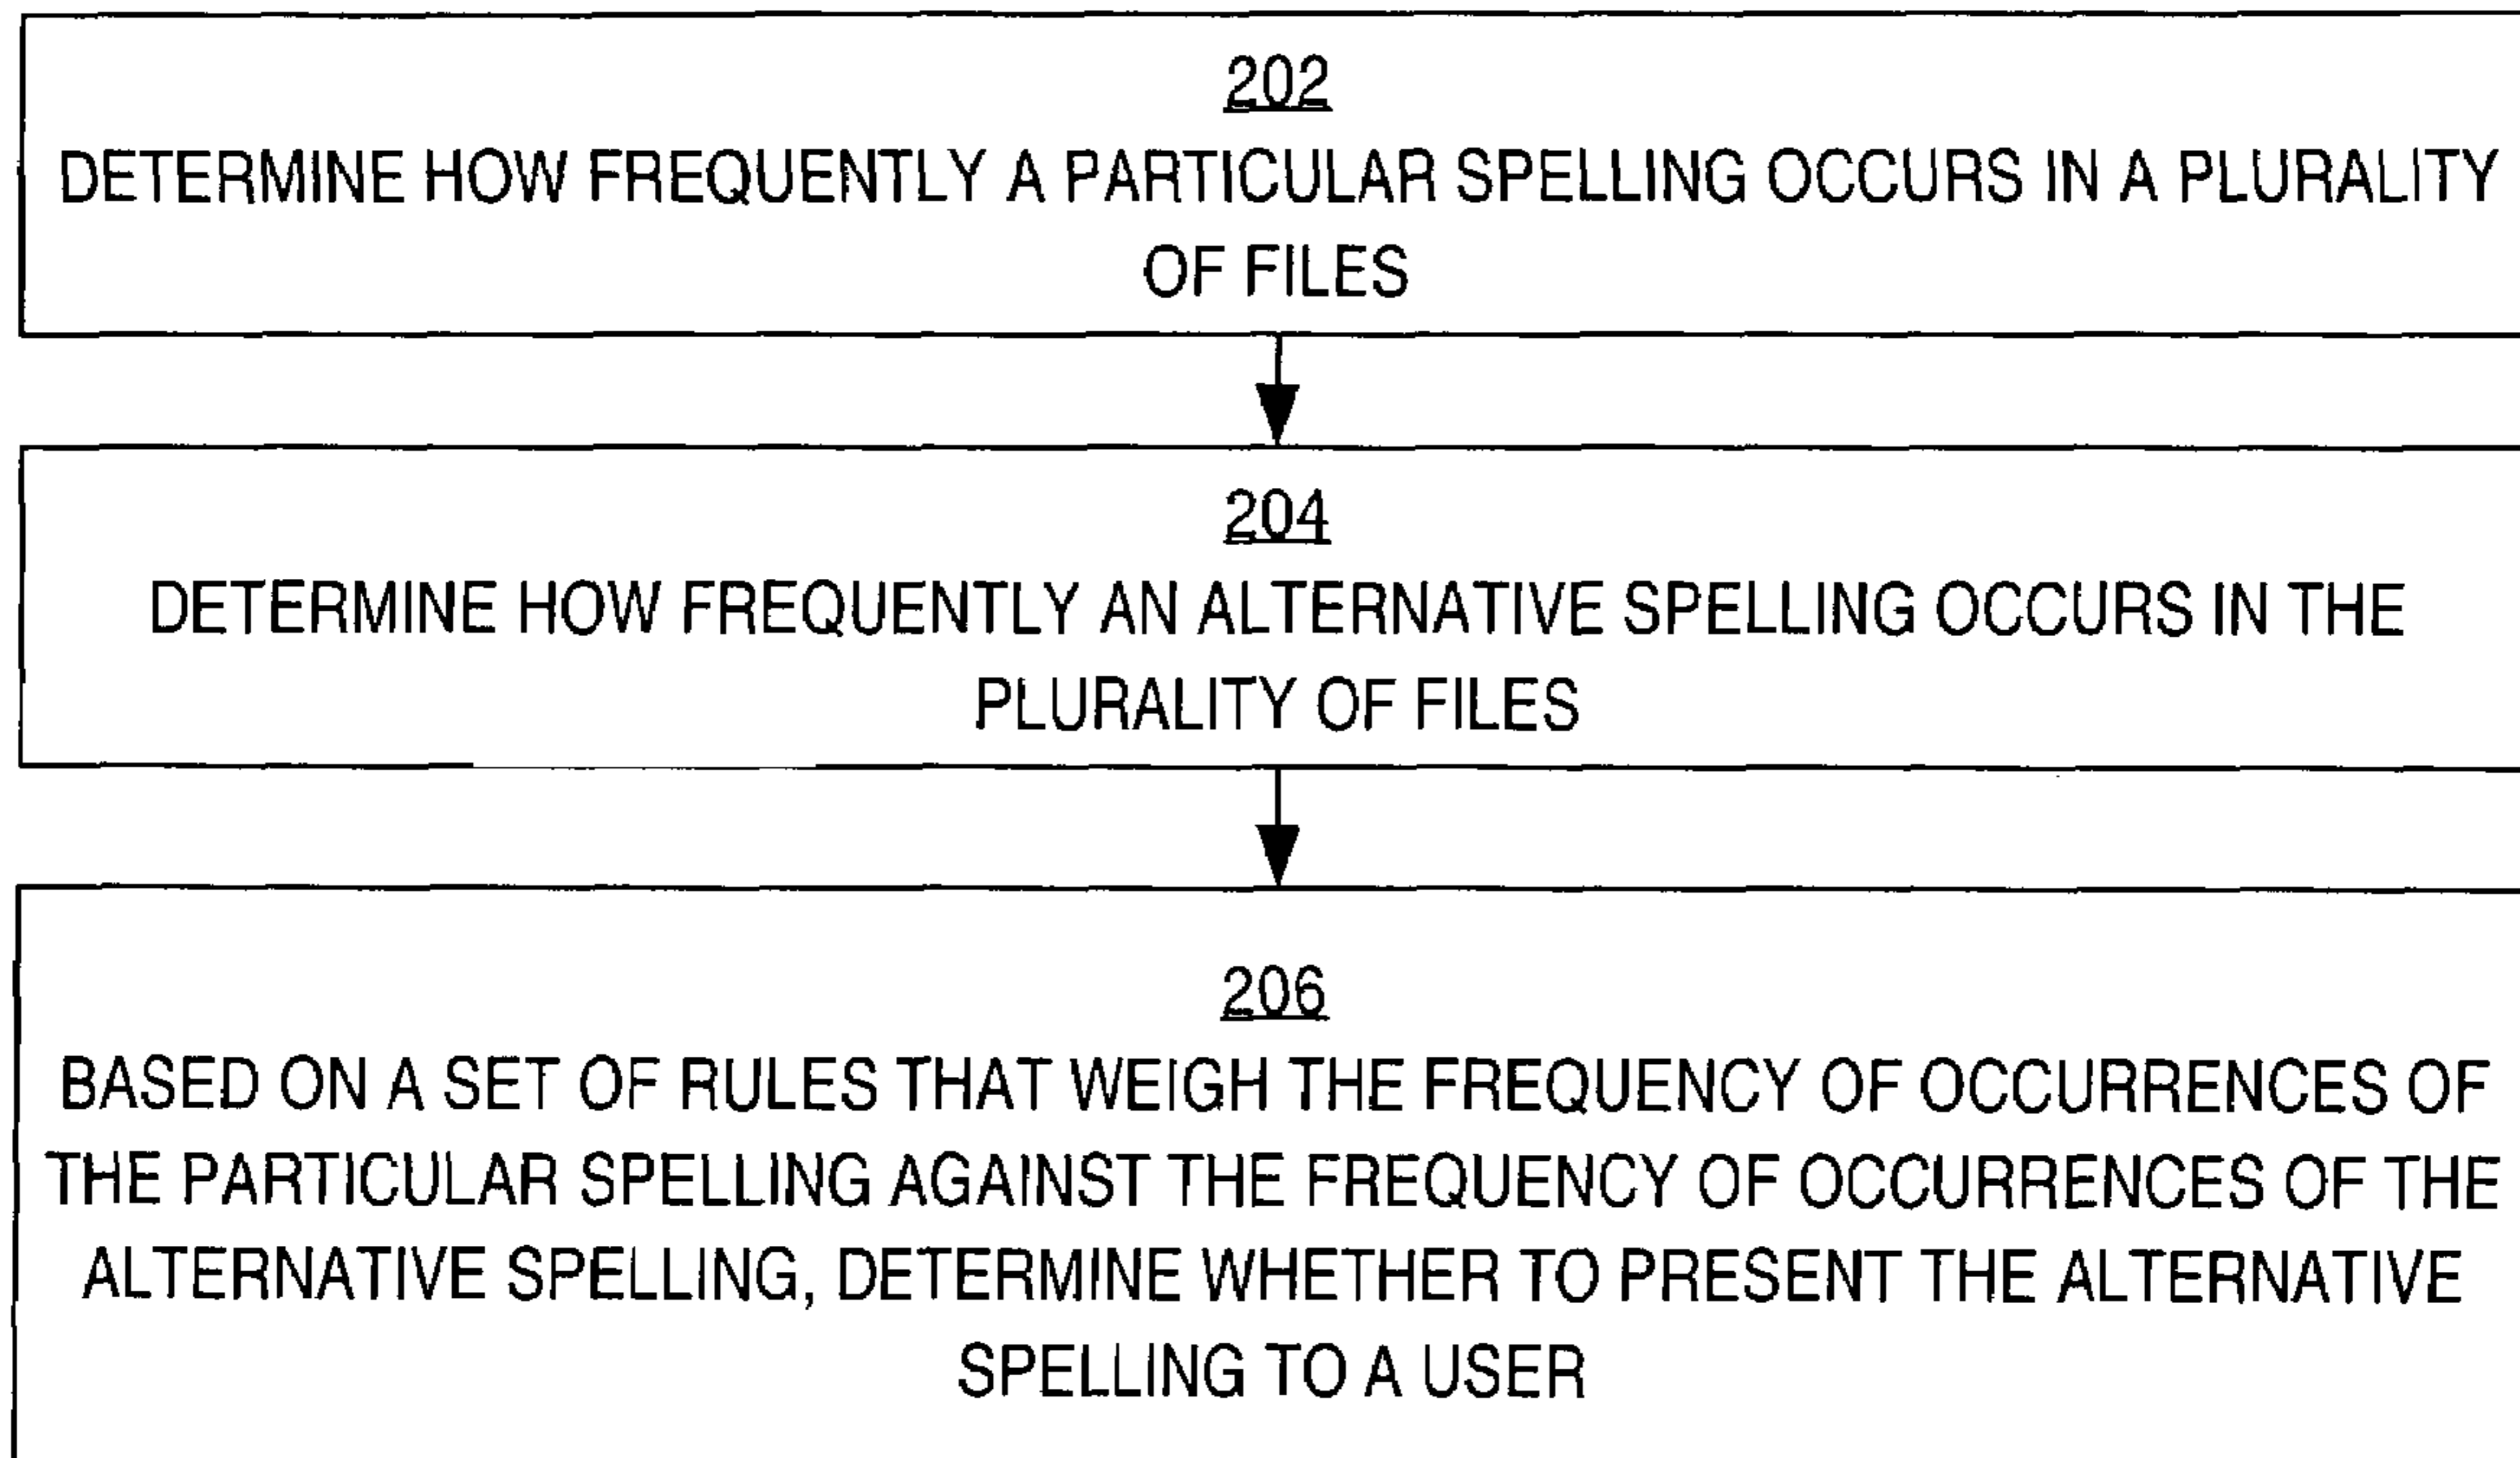 202
DETERMINE HOW FREQUENTLY A PARTICULAR SPELLING OCCURS IN A PLURALITY
OF FILES
204
DETERMINE HOW FREQUENTLY AN ALTERNATIVE SPELLING OCCURS IN THE
PLURALITY OF FILES
206
BASED ON A SET OF RULES THAT WEIGH THE FREQUENCY OF OCCURRENCES OF
THE PARTICULAR SPELLING AGAINST THE FREQUENCY OF OCCURRENCES OF THE
ALTERNATIVE SPELLING, DETERMINE WHETHER TO PRESENT THE ALTERNATIVE
SPELLING TO A USER